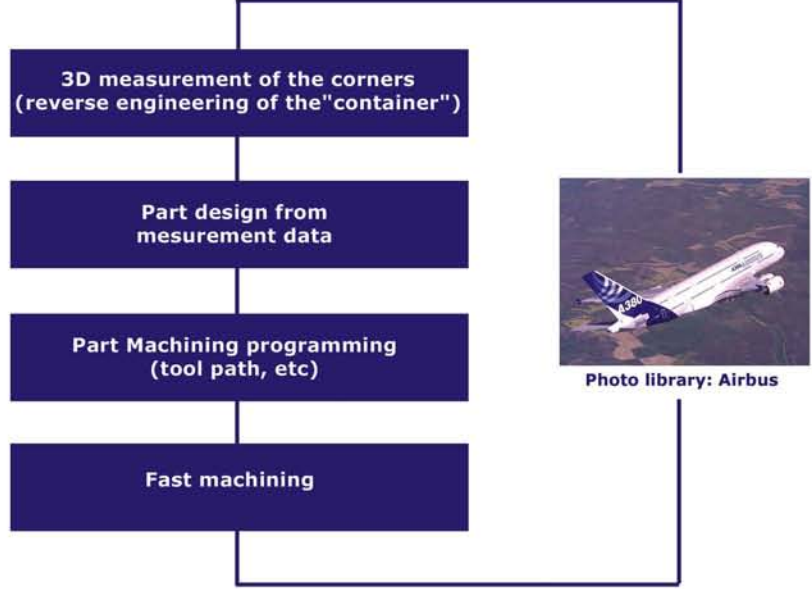 3D measurement of the corners
(reverse engineering of the"container")
Part design from
mesurement data
Part Machining programming
(tool path, etc)
Fast machining
A380
Photo library: Airbus